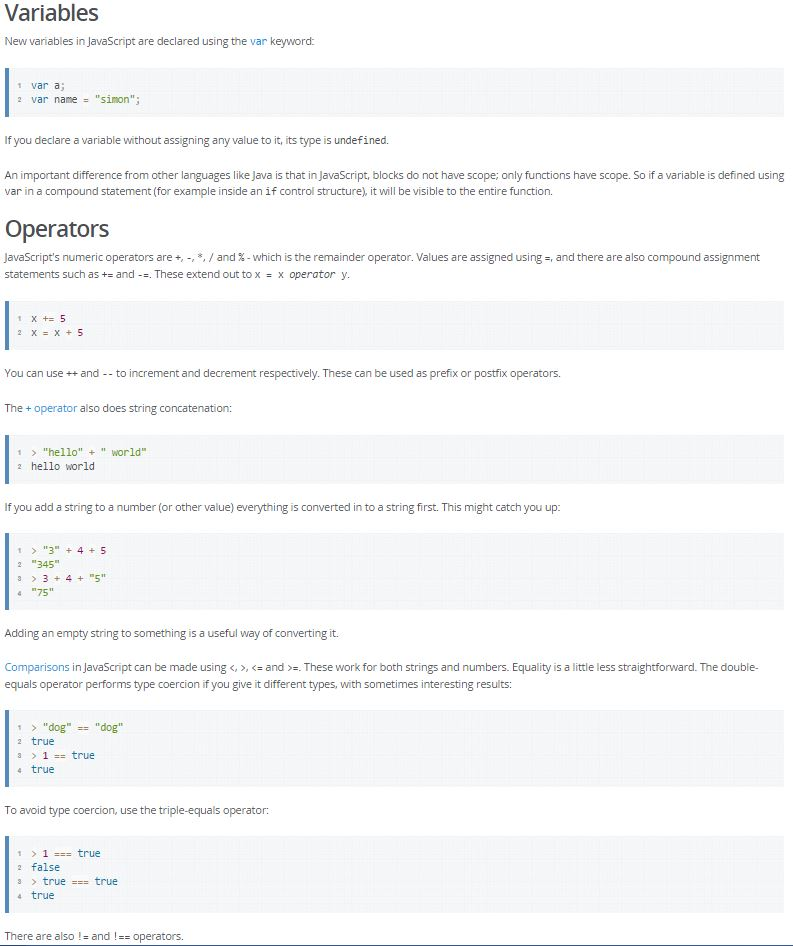 Variables
New variables in JavaScript are declared using the var keyword:
1 var a;
2 var name = "simon";
If you declare a variable without assigning any value to it, its type is undefined.
An important difference from other languages like Java is that in JavaScript, blocks do not have scope; only functions have scope. So if a variable is defined using
var in a compound statement (for example inside an if control structure), it will be visible to the entire function.
Operators
JavaScript's numeric operators are +, -, *, / and % - which is the remainder operator. Values are assigned using =, and there are also compound assignment
statements such as += and -=. These extend out to x = x operator y.
1 x += 5
2 x = x + 5
You can use ++ and -- to increment and decrement respectively. These can be used as prefix or postfix operators.
The + operator also does string concatenation:
1 > "hello" + " world"
2 hello world
If you add a string to a number (or other value) everything is converted in to a string first. This might catch you up:
1 > "3" + 4 + 5
2 "345"
3 > 3 + 4 + "5"
4 "75"
Adding an empty string to something is a useful way of converting it.
Comparisons in JavaScript can be made using <, >, <= and >=. These work for both strings and numbers. Equality is a little less straightforward. The double-
equals operator performs type coercion if you give it different types, with sometimes interesting results:
1 > "dog" == "dog"
2 true
3 > 1 == true
4 true
To avoid type coercion, use the triple-equals operator:
1 > 1 === true
2 false
3 > true === true
4 true
There are also != and !== operators.